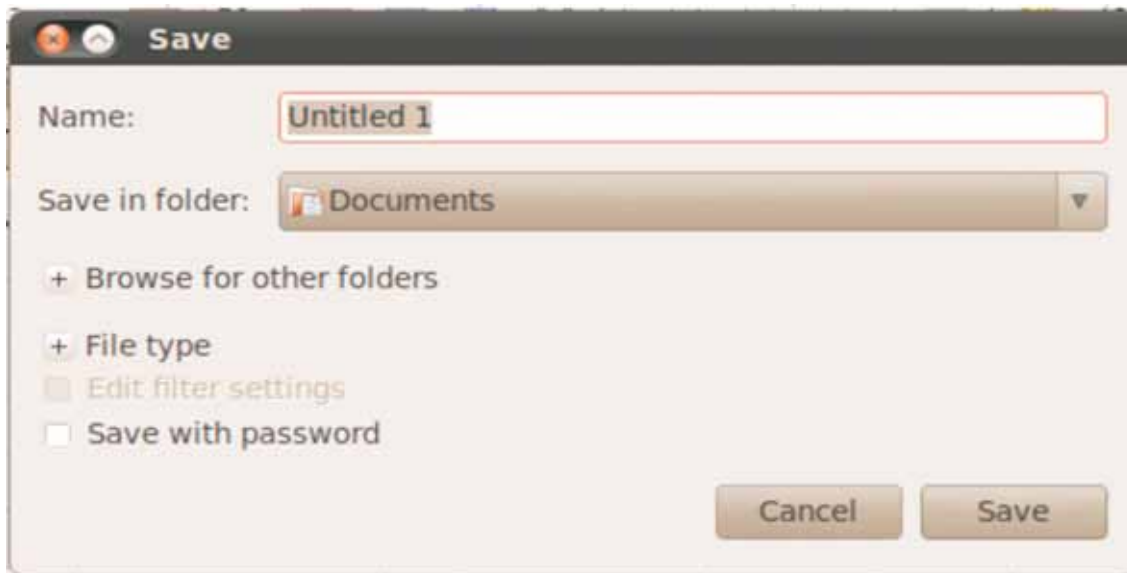 Save
Name: Untitled 1
Save in folder: Documents
+ Browse for other folders
+ File type
Edit filter settings
Save with password
Cancel Save